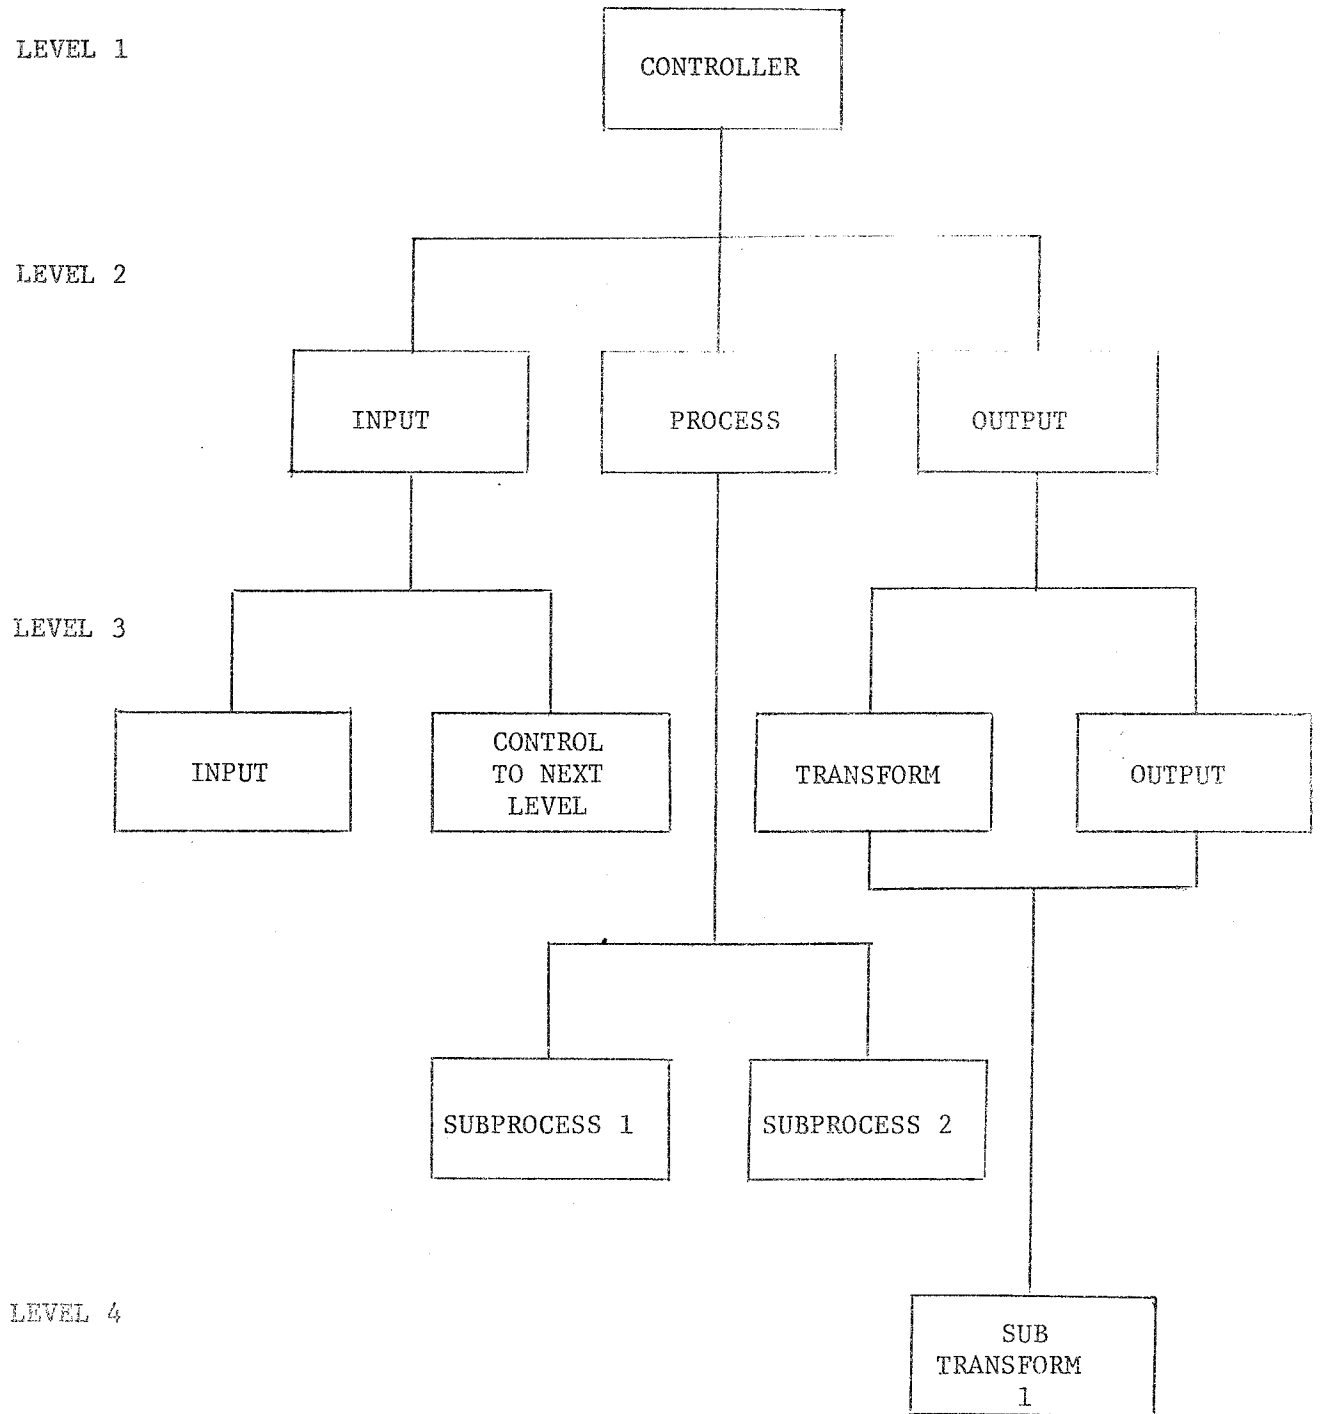 LEVEL 1
CONTROLLER
LEVEL 2
INPUT
PROCESS
OUTPUT
LEVEL 3
INPUT
CONTROL
TO NEXT
LEVEL
TRANSFORM
OUTPUT
SUBPROCESS 1
SUBPROCESS 2
LEVEL 4
SUB
TRANSFORM
1